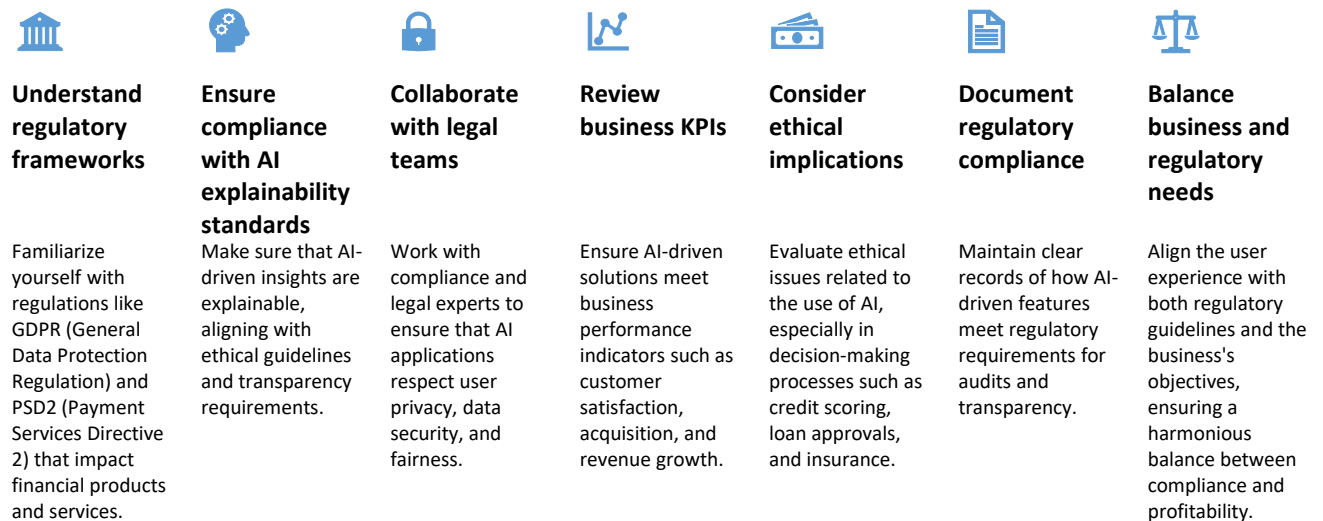 Understand
regulatory
frameworks
Familiarize
yourself with
regulations like
GDPR (General
Data Protection
Regulation) and
PSD2 (Payment
Services Directive
2) that impact
financial products
and services.
Ensure
compliance
with AI
explainability
standards
Make sure that AI-
driven insights are
explainable,
aligning with
ethical guidelines
and transparency
requirements.
Collaborate
with legal
teams
Work with
compliance and
legal experts to
ensure that AI
applications
respect user
privacy, data
security, and
fairness.
Review
business KPIs
Ensure AI-driven
solutions meet
business
performance
indicators such as
customer
satisfaction,
acquisition, and
revenue growth.
Consider
ethical
implications
Evaluate ethical
issues related to
the use of AI,
especially in
decision-making
processes such as
credit scoring,
loan approvals,
and insurance.
Document
regulatory
compliance
Maintain clear
records of how AI-
driven features
meet regulatory
requirements for
audits and
transparency.
Balance
business and
regulatory
needs
Align the user
experience with
both regulatory
guidelines and the
business's
objectives,
ensuring a
harmonious
balance between
compliance and
profitability.